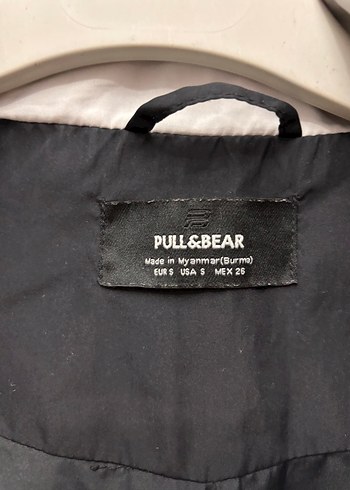 PULL&BEAR
Made in Myanmar(Burma)
EUR S USA S MEX 26